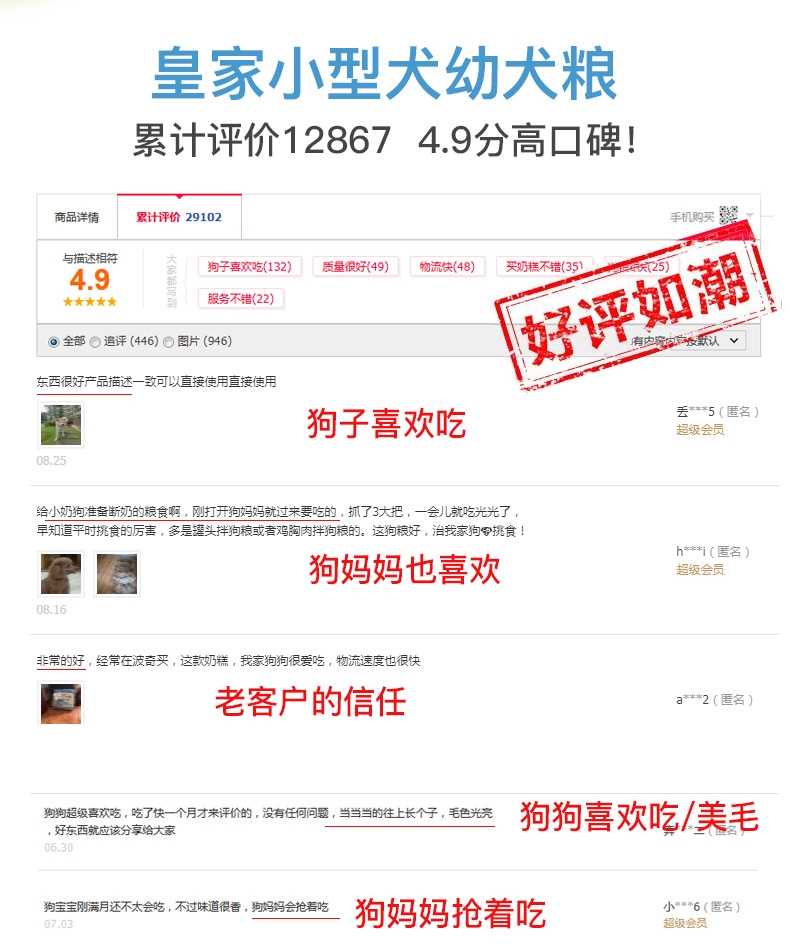 皇家小型犬幼犬粮
累计评价12867 4.9分高口碑!
商品详情
累计评价 29102
手机购买
与描述相符
4.9
大家都写到
狗子喜欢吃(132)
质量很好(49)
物流快(48)
买奶糕不错(35)
(25)
服务不错(22)
好评如潮
全部 追评 (446) 图片 (946)
有内容 按默认
东西很好产品描述一致可以直接使用直接使用
狗子喜欢吃
丢***5（匿名）
超级会员
08.25
给小奶狗准备断奶的粮食啊，刚打开狗妈妈就过来要吃的，抓了3大把，一会儿就吃光光了，
早知道平时挑食的厉害，多是罐头拌狗粮或者鸡胸肉拌狗粮的。这狗粮好，治我家狗挑食！
狗妈妈也喜欢
h***i（匿名）
超级会员
08.16
非常的好，经常在波奇买，这款奶糕，我家狗狗很爱吃，物流速度也很快
老客户的信任
a***2（匿名）
狗狗超级喜欢吃，吃了快一个月才来评价的，没有任何问题，当当当的往上长个子，毛色光亮
，好东西就应该分享给大家
狗狗喜欢吃/美毛
***二（匿名）
06.30
狗宝宝刚满月还不太会吃，不过味道很香，狗妈妈会抢着吃
狗妈妈抢着吃
小***6（匿名）
超级会员
07.03